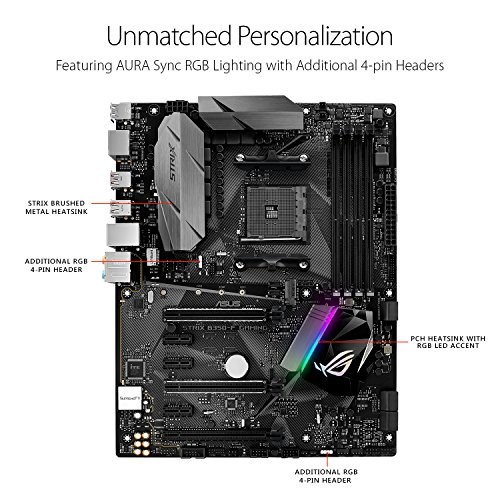 Unmatched Personalization
Featuring AURA Sync RGB Lighting with Additional 4-pin Headers
STRIX
STRIX BRUSHED
METAL HEATSINK
ADDITIONAL RGB
4-PIN HEADER
ASUS
STRIX B350-F GAMING
PCH HEATSINK WITH
RGB LED ACCENT
ADDITIONAL RGB
4-PIN HEADER